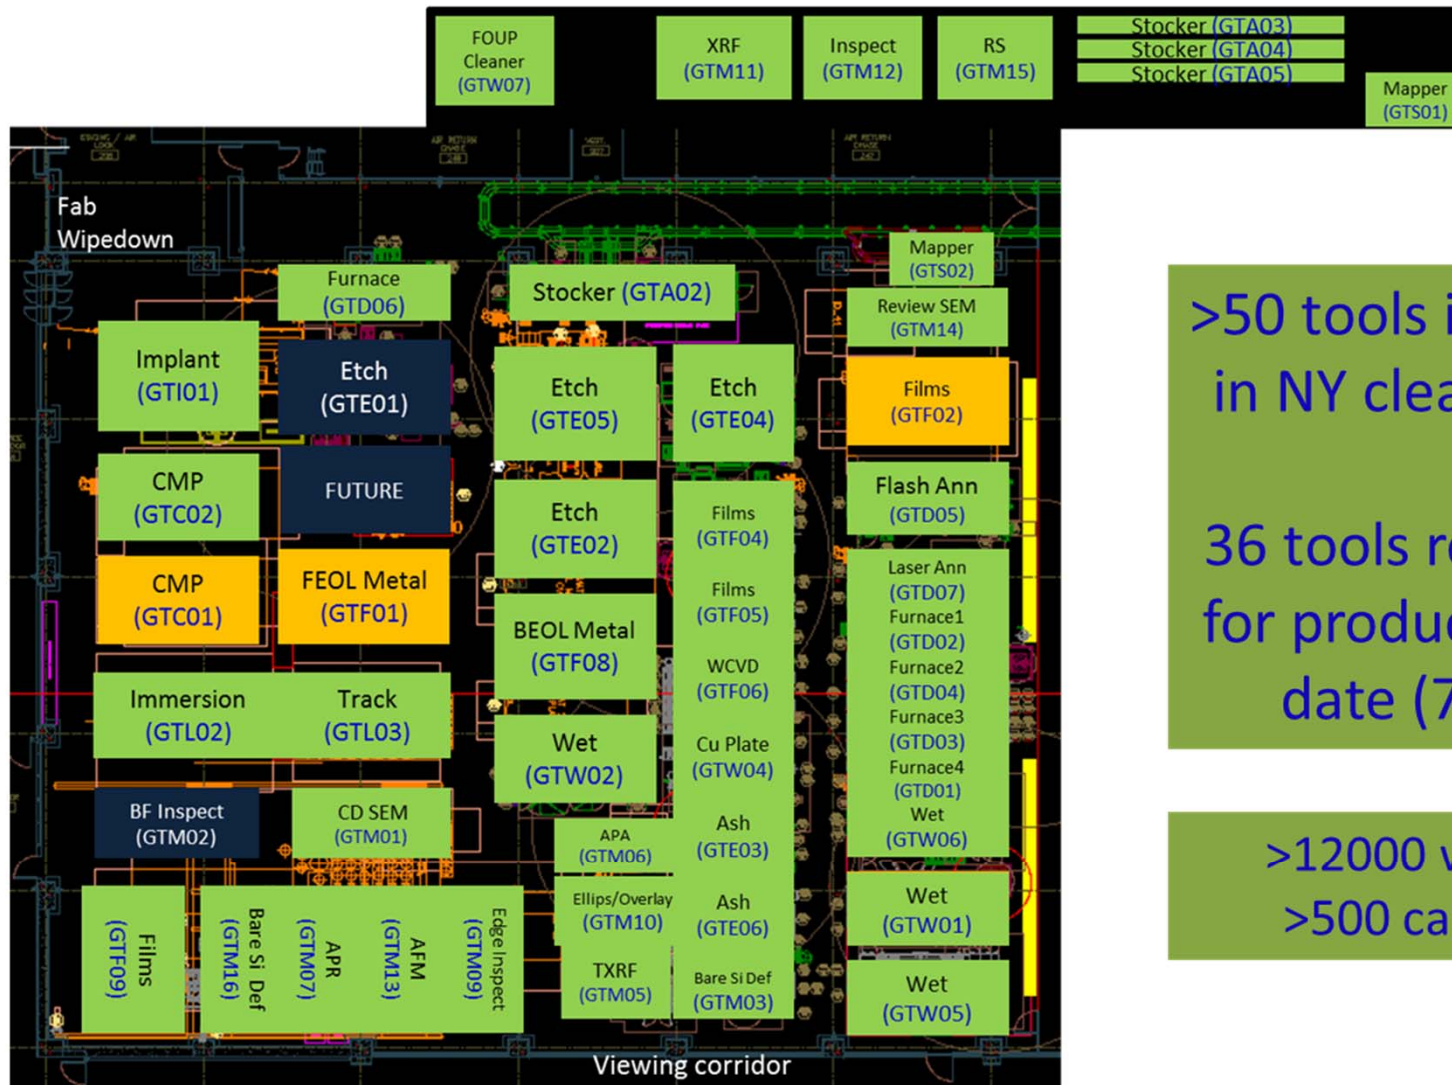 FOUP
Cleaner
(GTW07)
XRF
(GTM11)
Inspect
(GTM12)
RS
(GTM15)
Stocker (GTA03)
Stocker (GTA04)
Stocker (GTA05)
Mapper
(GTS01)
AIR RETURN
CHASE
AIR RETURN
CHASE
Fab
Wipedown
Furnace
(GTD06)
Stocker (GTA02)
Mapper
(GTS02)
Review SEM
(GTM14)
Implant
(GTI01)
Etch
(GTE01)
Etch
(GTE05)
Etch
(GTE04)
Films
(GTF02)
CMP
(GTC02)
FUTURE
Etch
(GTE02)
Films
(GTF04)
Flash Ann
(GTD05)
CMP
(GTC01)
FEOL Metal
(GTF01)
BEOL Metal
(GTF08)
Films
(GTF05)
WCVD
(GTF06)
Laser Ann
(GTD07)
Furnace1
(GTD02)
Furnace2
(GTD04)
Furnace3
(GTD03)
Furnace4
(GTD01)
Wet
(GTW06)
Immersion
(GTL02)
Track
(GTL03)
Wet
(GTW02)
Cu Plate
(GTW04)
BF Inspect
(GTM02)
CD SEM
(GTM01)
APA
(GTM06)
Ash
(GTE03)
Films
(GTF09)
Bare Si Def
(GTM16)
APR
(GTM07)
AFM
(GTM13)
Edge Inspect
(GTM09)
Ellips/Overlay
(GTM10)
Ash
(GTE06)
Wet
(GTW01)
TXRF
(GTM05)
Bare Si Def
(GTM03)
Wet
(GTW05)
Viewing corridor
>50 tools i
in NY clea
36 tools re
for produ
date (7
>12000
>500 ca